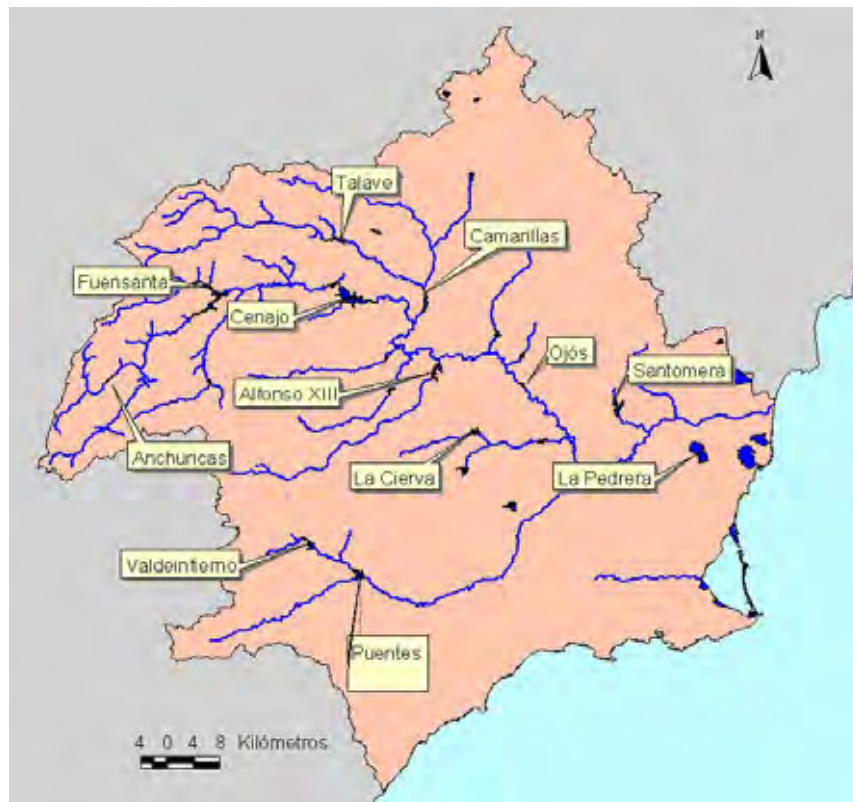 N
Talave
Camarillas
Fuensanta
Cenajo
Ojós
Santomera
Alfonso XIII
Anchuricas
La Cierva
La Pedrera
Valdeinfierno
Puentes
4 0 4 8 Kilómetros